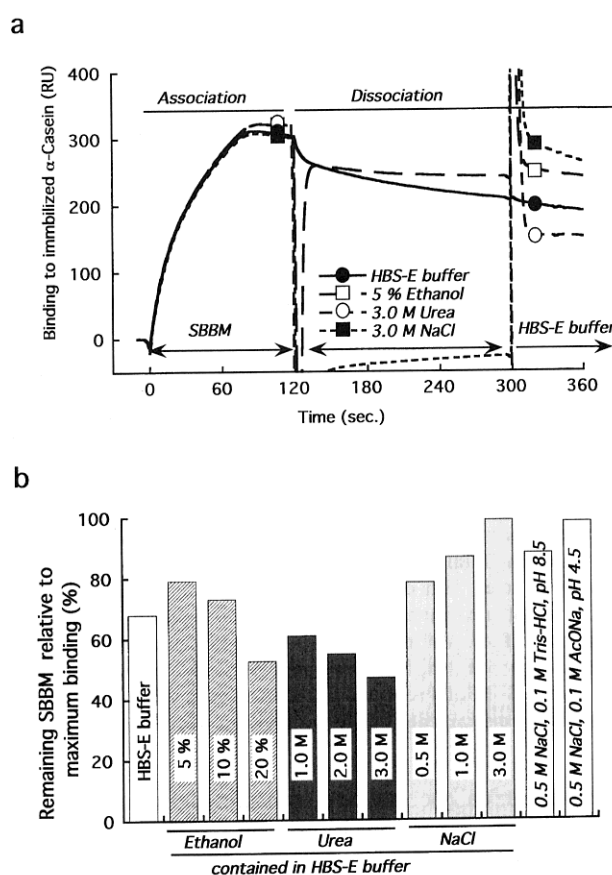 a
Binding to immbilized α-Casein (RU)
400
300
200
100
0
Association
Dissociation
HBS-E buffer
5 % Ethanol
3.0 M Urea
3.0 M NaCl
SBBM
HBS-E buffer
0 60 120 180 240 300 360
Time (sec.)
b
Remaining SBBM relative to
maximum binding (%)
100
80
60
40
20
0
HBS-E buffer
5 %
10 %
20 %
1.0 M
2.0 M
3.0 M
0.5 M
1.0 M
3.0 M
0.5 M NaCl, 0.1 M Tris-HCl, pH 8.5
0.5 M NaCl, 0.1 M AcONa, pH 4.5
Ethanol
Urea
NaCl
contained in HBS-E buffer